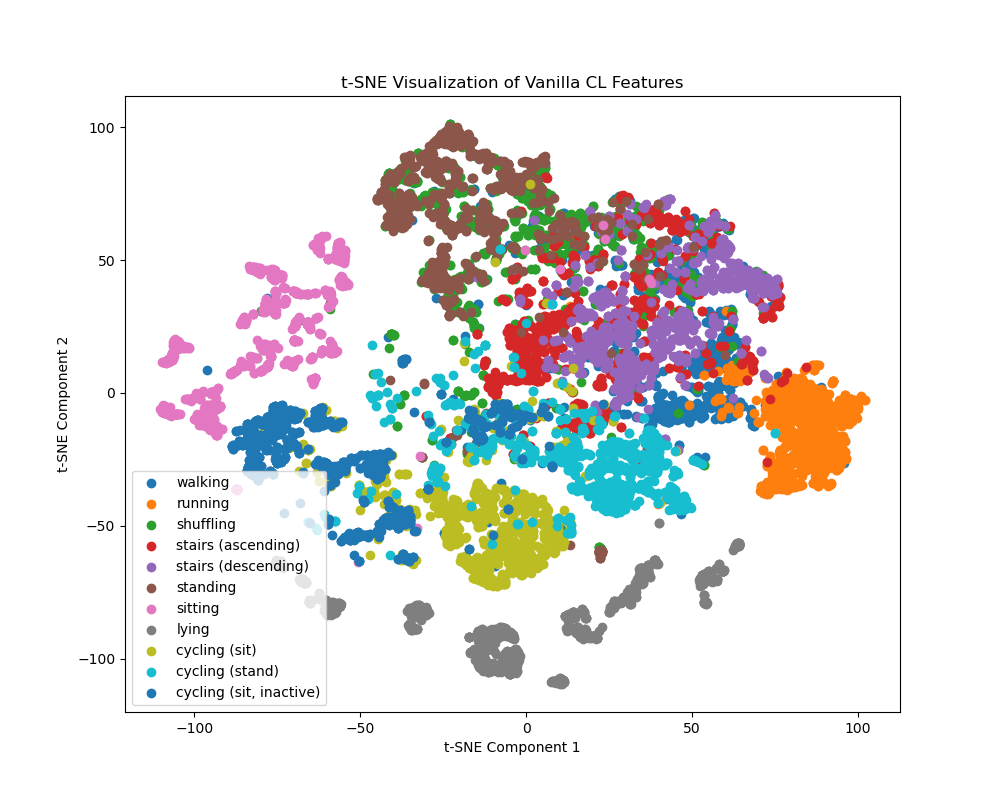 t-SNE Visualization of Vanilla CL Features
t-SNE Component 2
100
50
0
−50
−100
walking
running
shuffling
stairs (ascending)
stairs (descending)
standing
sitting
lying
cycling (sit)
cycling (stand)
cycling (sit, inactive)
−100
−50
0
50
100
t-SNE Component 1